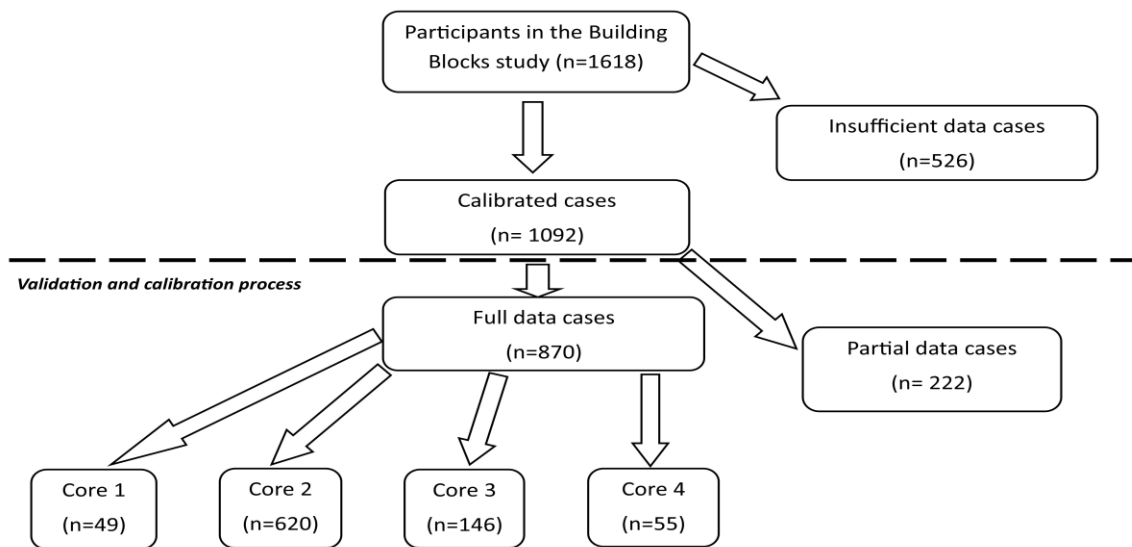 Participants in the Building
Blocks study (n=1618)
Insufficient data cases
(n=526)
Calibrated cases
(n= 1092)
Validation and calibration process
Full data cases
(n=870)
Partial data cases
(n= 222)
Core 1
(n=49)
Core 2
(n=620)
Core 3
(n=146)
Core 4
(n=55)